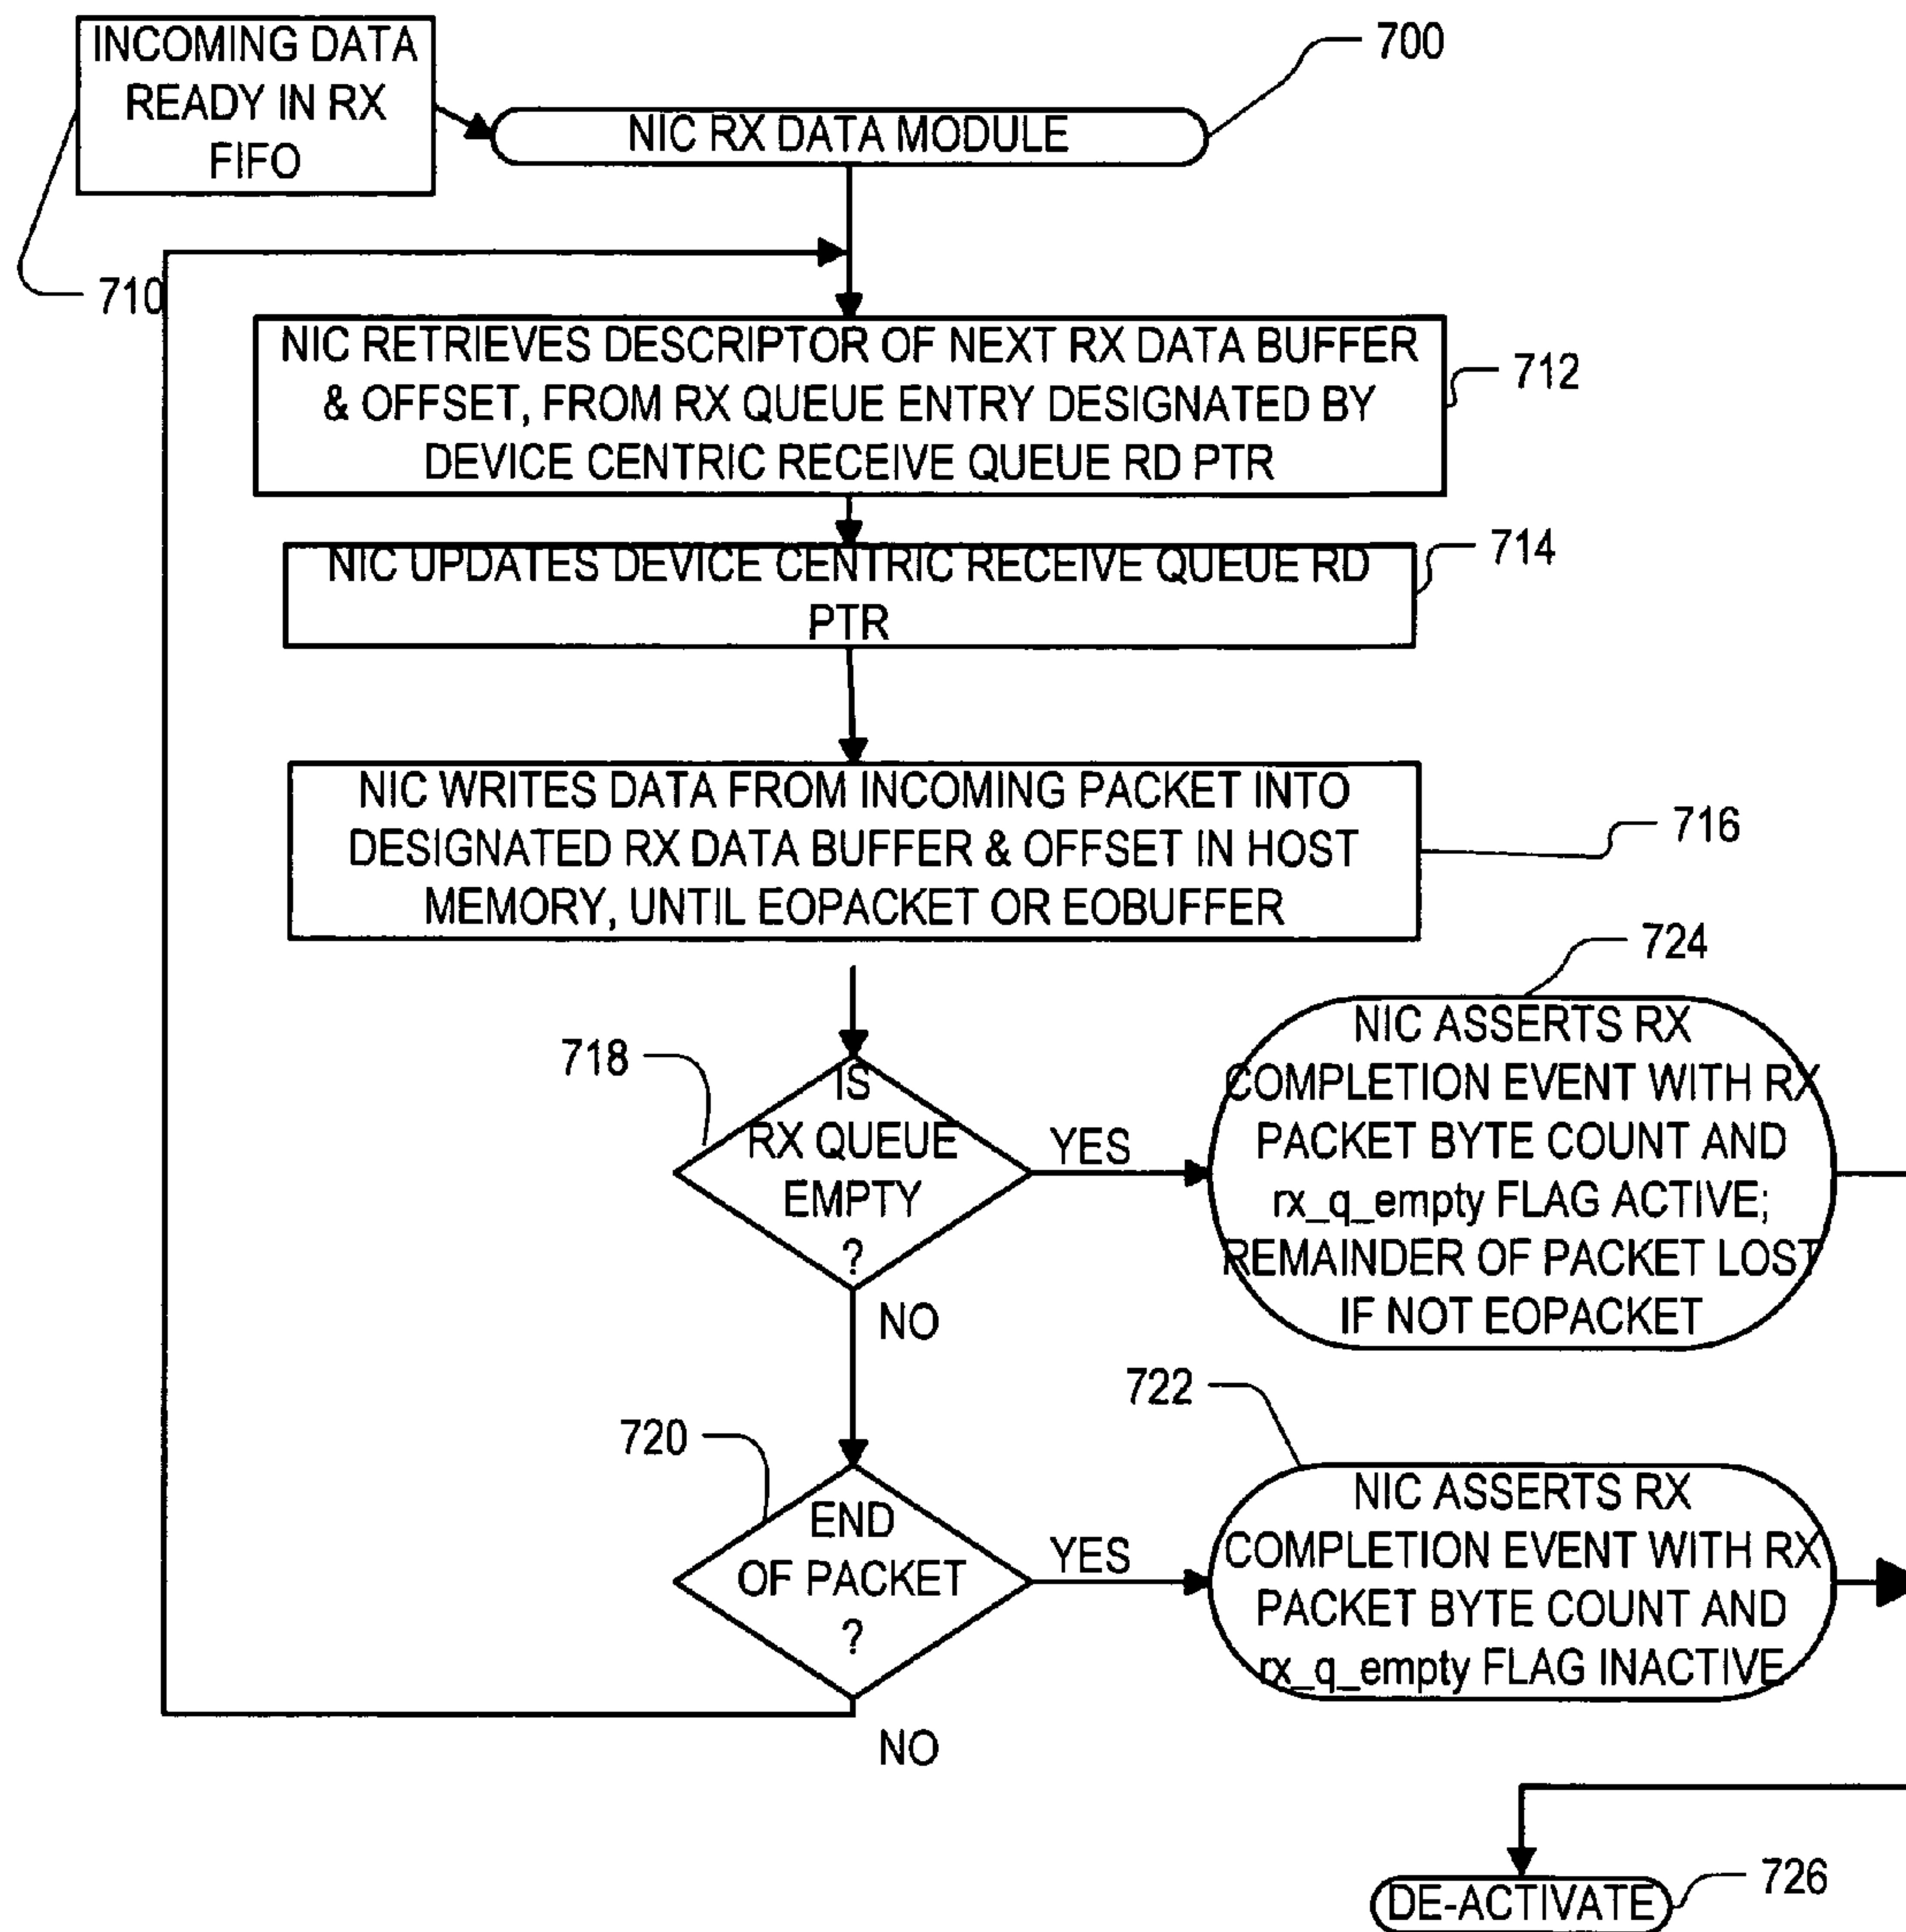 INCOMING DATA
READY IN RX
FIFO
700
NIC RX DATA MODULE
710
NIC RETRIEVES DESCRIPTOR OF NEXT RX DATA BUFFER
& OFFSET, FROM RX QUEUE ENTRY DESIGNATED BY
DEVICE CENTRIC RECEIVE QUEUE RD PTR
712
NIC UPDATES DEVICE CENTRIC RECEIVE QUEUE RD
PTR
714
NIC WRITES DATA FROM INCOMING PACKET INTO
DESIGNATED RX DATA BUFFER & OFFSET IN HOST
MEMORY, UNTIL EOPACKET OR EOBUFFER
716
718
IS
RX QUEUE
EMPTY
?
YES
NO
724
NIC ASSERTS RX
COMPLETION EVENT WITH RX
PACKET BYTE COUNT AND
rx_q_empty FLAG ACTIVE;
REMAINDER OF PACKET LOST
IF NOT EOPACKET
720
END
OF PACKET
?
YES
NO
722
NIC ASSERTS RX
COMPLETION EVENT WITH RX
PACKET BYTE COUNT AND
rx_q_empty FLAG INACTIVE
DE-ACTIVATE
726